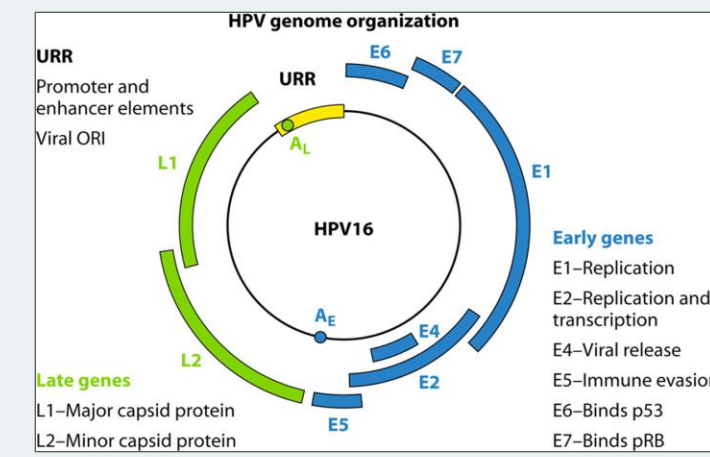 HPV genome organization
URR
Promoter and
enhancer elements
Viral ORI
URR
E6
E7
L1
A_L
E1
HPV16
A_E
E4
L2
E2
E5
Early genes
E1–Replication
E2–Replication and
transcription
E4–Viral release
E5–Immune evasion
E6–Binds p53
E7–Binds pRB
Late genes
L1–Major capsid protein
L2–Minor capsid protein